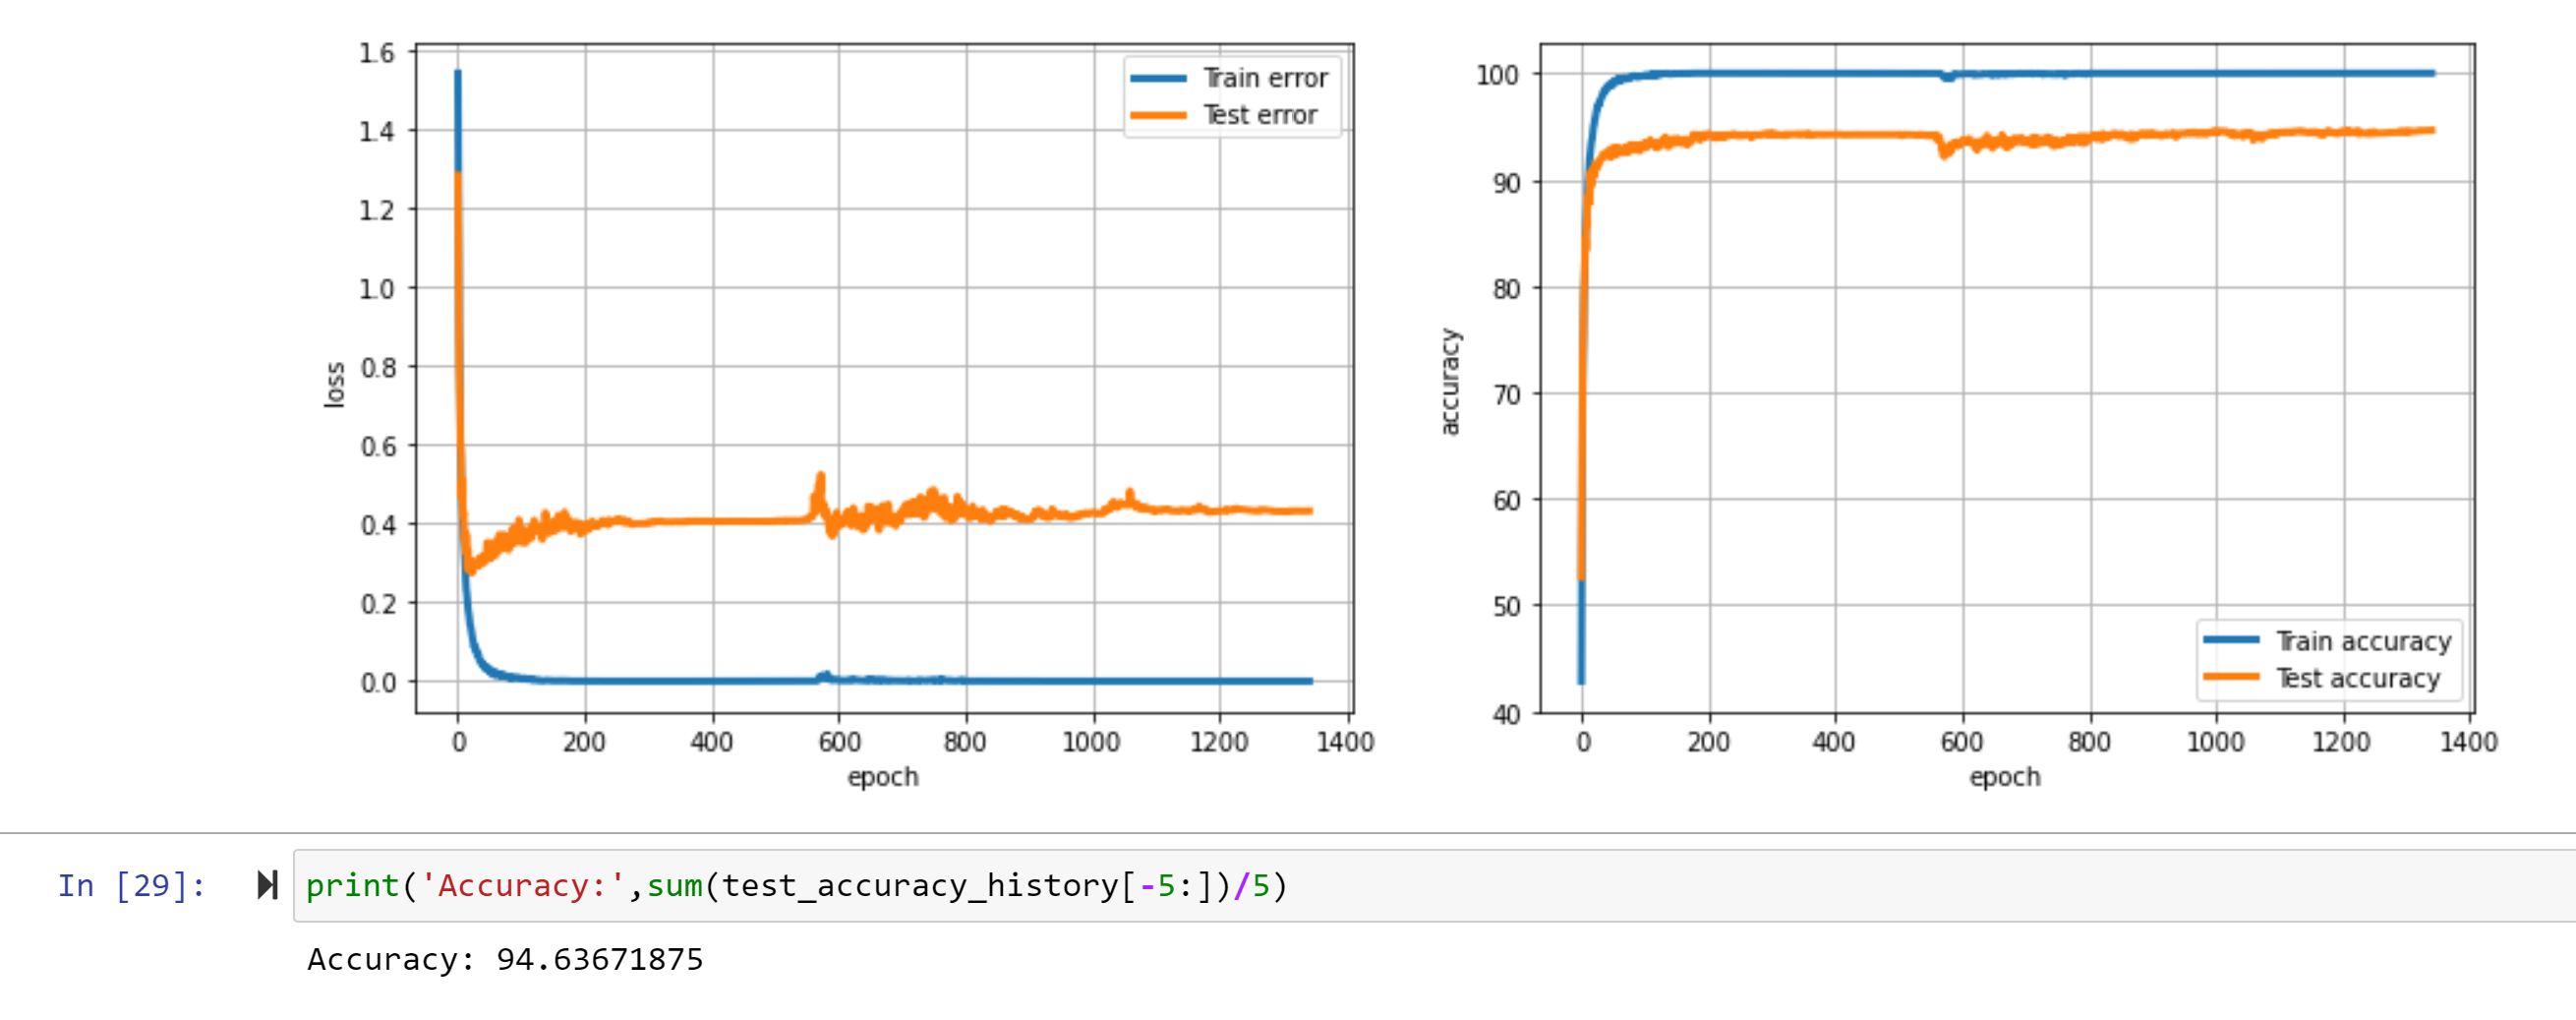 1.6
1.4
1.2
1.0
0.8
0.6
0.4
0.2
0.0
loss
0 200 400 600 800 1000 1200 1400
epoch
Train error
Test error
100
90
80
70
60
50
40
accuracy
0 200 400 600 800 1000 1200 1400
epoch
Train accuracy
Test accuracy
In [29]: print('Accuracy:',sum(test_accuracy_history[-5:])/5)
Accuracy: 94.63671875